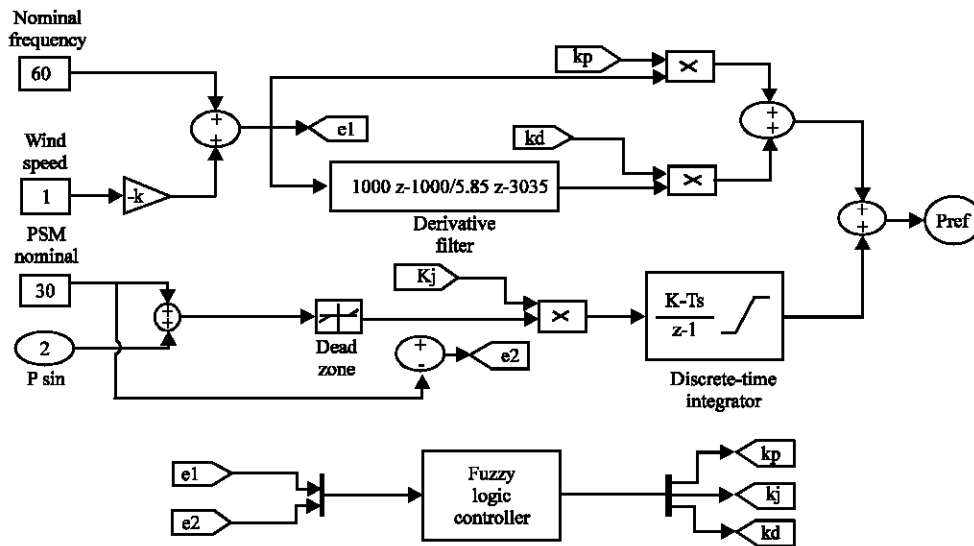 Nominal
frequency
60
+
+
e1
Wind
speed
1
-k
kp
×
kd
×
+
+
1000 z-1000/5.85 z-3035
Derivative
filter
+
+
Pref
PSM
nominal
30
+
+
2
P sin
Dead
zone
Kj
×
+
-
e2
K-Ts
z-1
Discrete-time
integrator
e1
e2
Fuzzy
logic
controller
kp
kj
kd